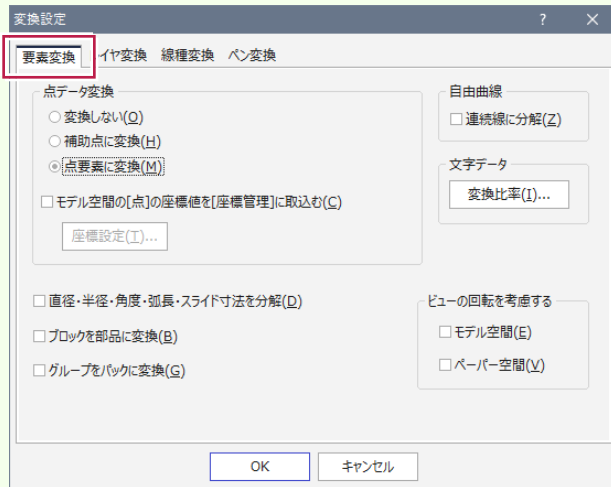 変換設定 ? ×
要素変換 イヤ変換 線種変換 ペン変換
点データ変換
変換しない(O)
補助点に変換(H)
点要素に変換(M)
モデル空間の[点]の座標値を[座標管理]に取込む(C)
座標設定(T)...
自由曲線
連続線に分解(Z)
文字データ
変換比率(I)...
直径・半径・角度・弧長・スライド寸法を分解(D)
ブロックを部品に変換(B)
グループをパックに変換(G)
ビューの回転を考慮する
モデル空間(E)
ペーパー空間(V)
OK キャンセル